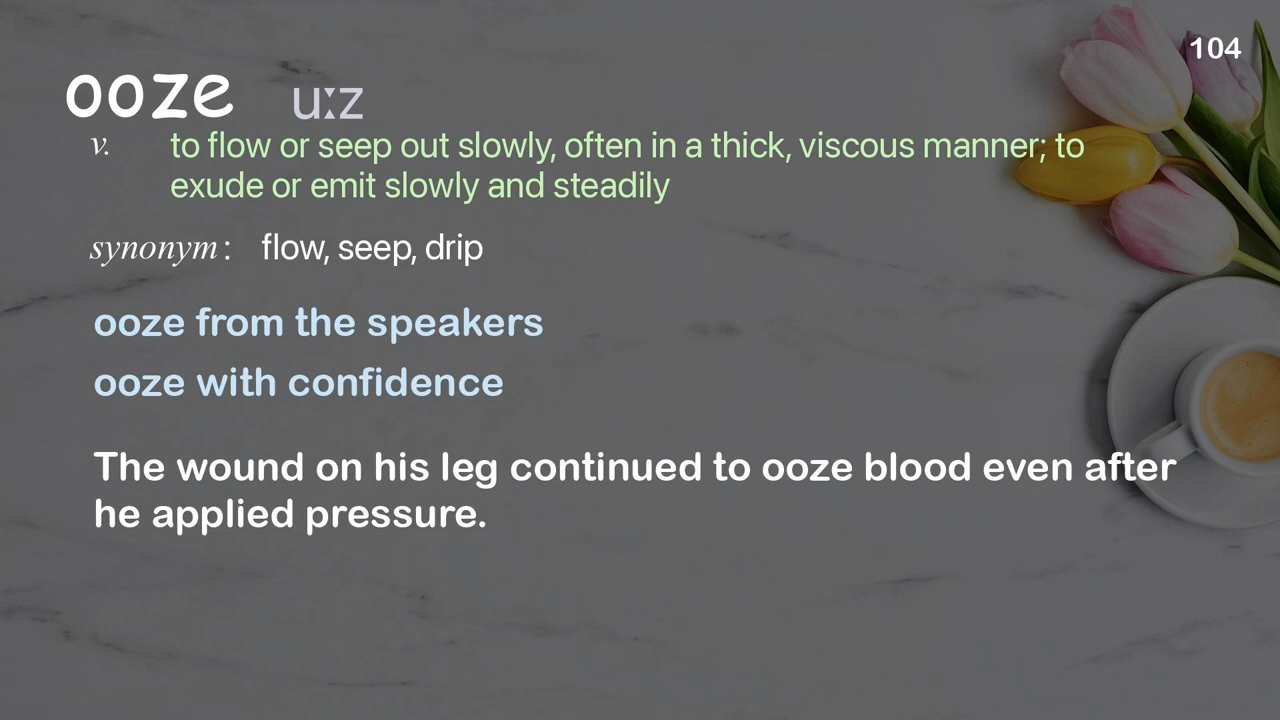 104
ooze uːz
v. to flow or seep out slowly, often in a thick, viscous manner; to
exude or emit slowly and steadily
synonym: flow, seep, drip
ooze from the speakers
ooze with confidence
The wound on his leg continued to ooze blood even after
he applied pressure.